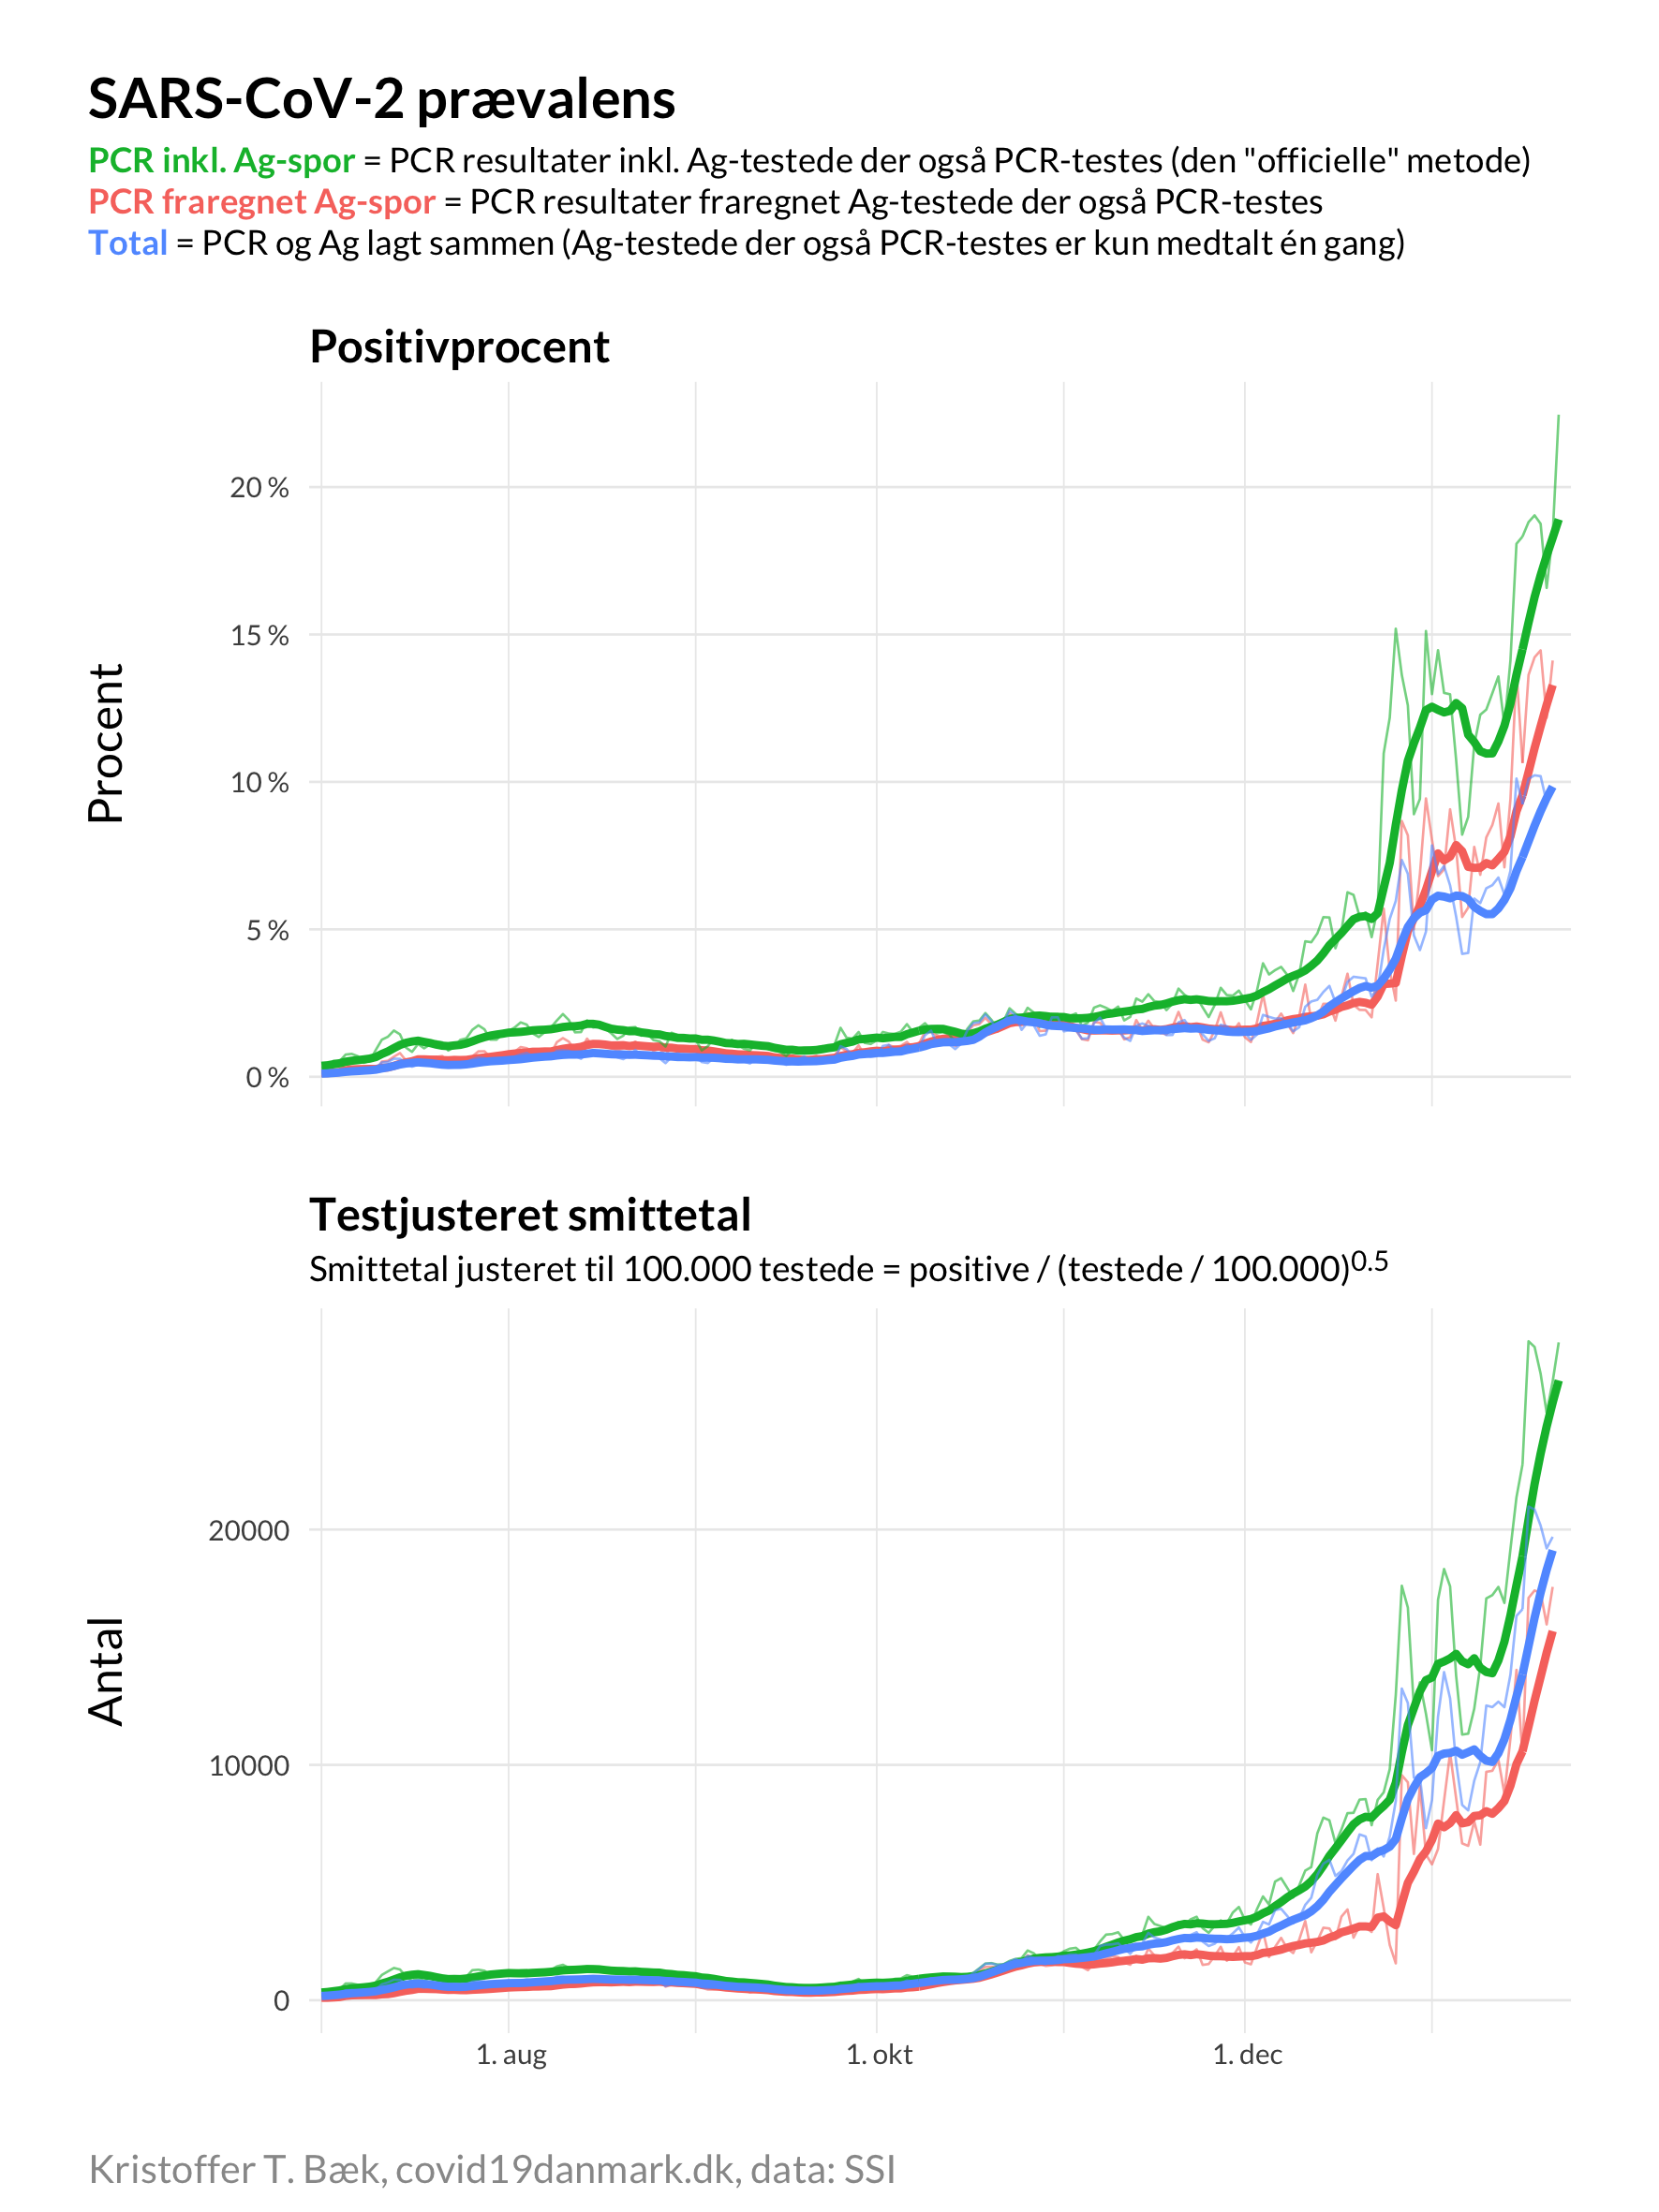 SARS-CoV-2 prævalens
PCR inkl. Ag-spor = PCR resultater inkl. Ag-testede der også PCR-testes (den "officielle" metode)
PCR fraregnet Ag-spor = PCR resultater fraregnet Ag-testede der også PCR-testes
Total = PCR og Ag lagt sammen (Ag-testede der også PCR-testes er kun medtalt én gang)
Positivprocent
Procent
20 %
15 %
10 %
5 %
0 %
Testjusteret smittetal
Smittetal justeret til 100.000 testede = positive / (testede / 100.000)^0.5
Antal
20000
10000
0
1. aug
1. okt
1. dec
Kristoffer T. Bæk, covid19danmark.dk, data: SSI